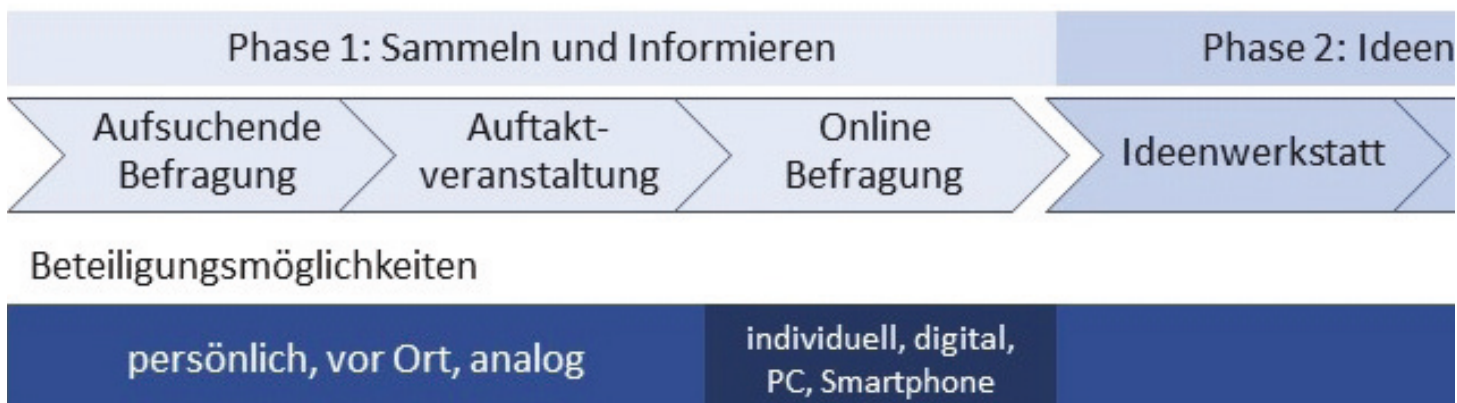 Phase 1: Sammeln und Informieren
Phase 2: Ideen
Aufsuchende
Befragung
Auftakt-
veranstaltung
Online
Befragung
Ideenwerkstatt
Beteiligungsmöglichkeiten
persönlich, vor Ort, analog
individuell, digital,
PC, Smartphone